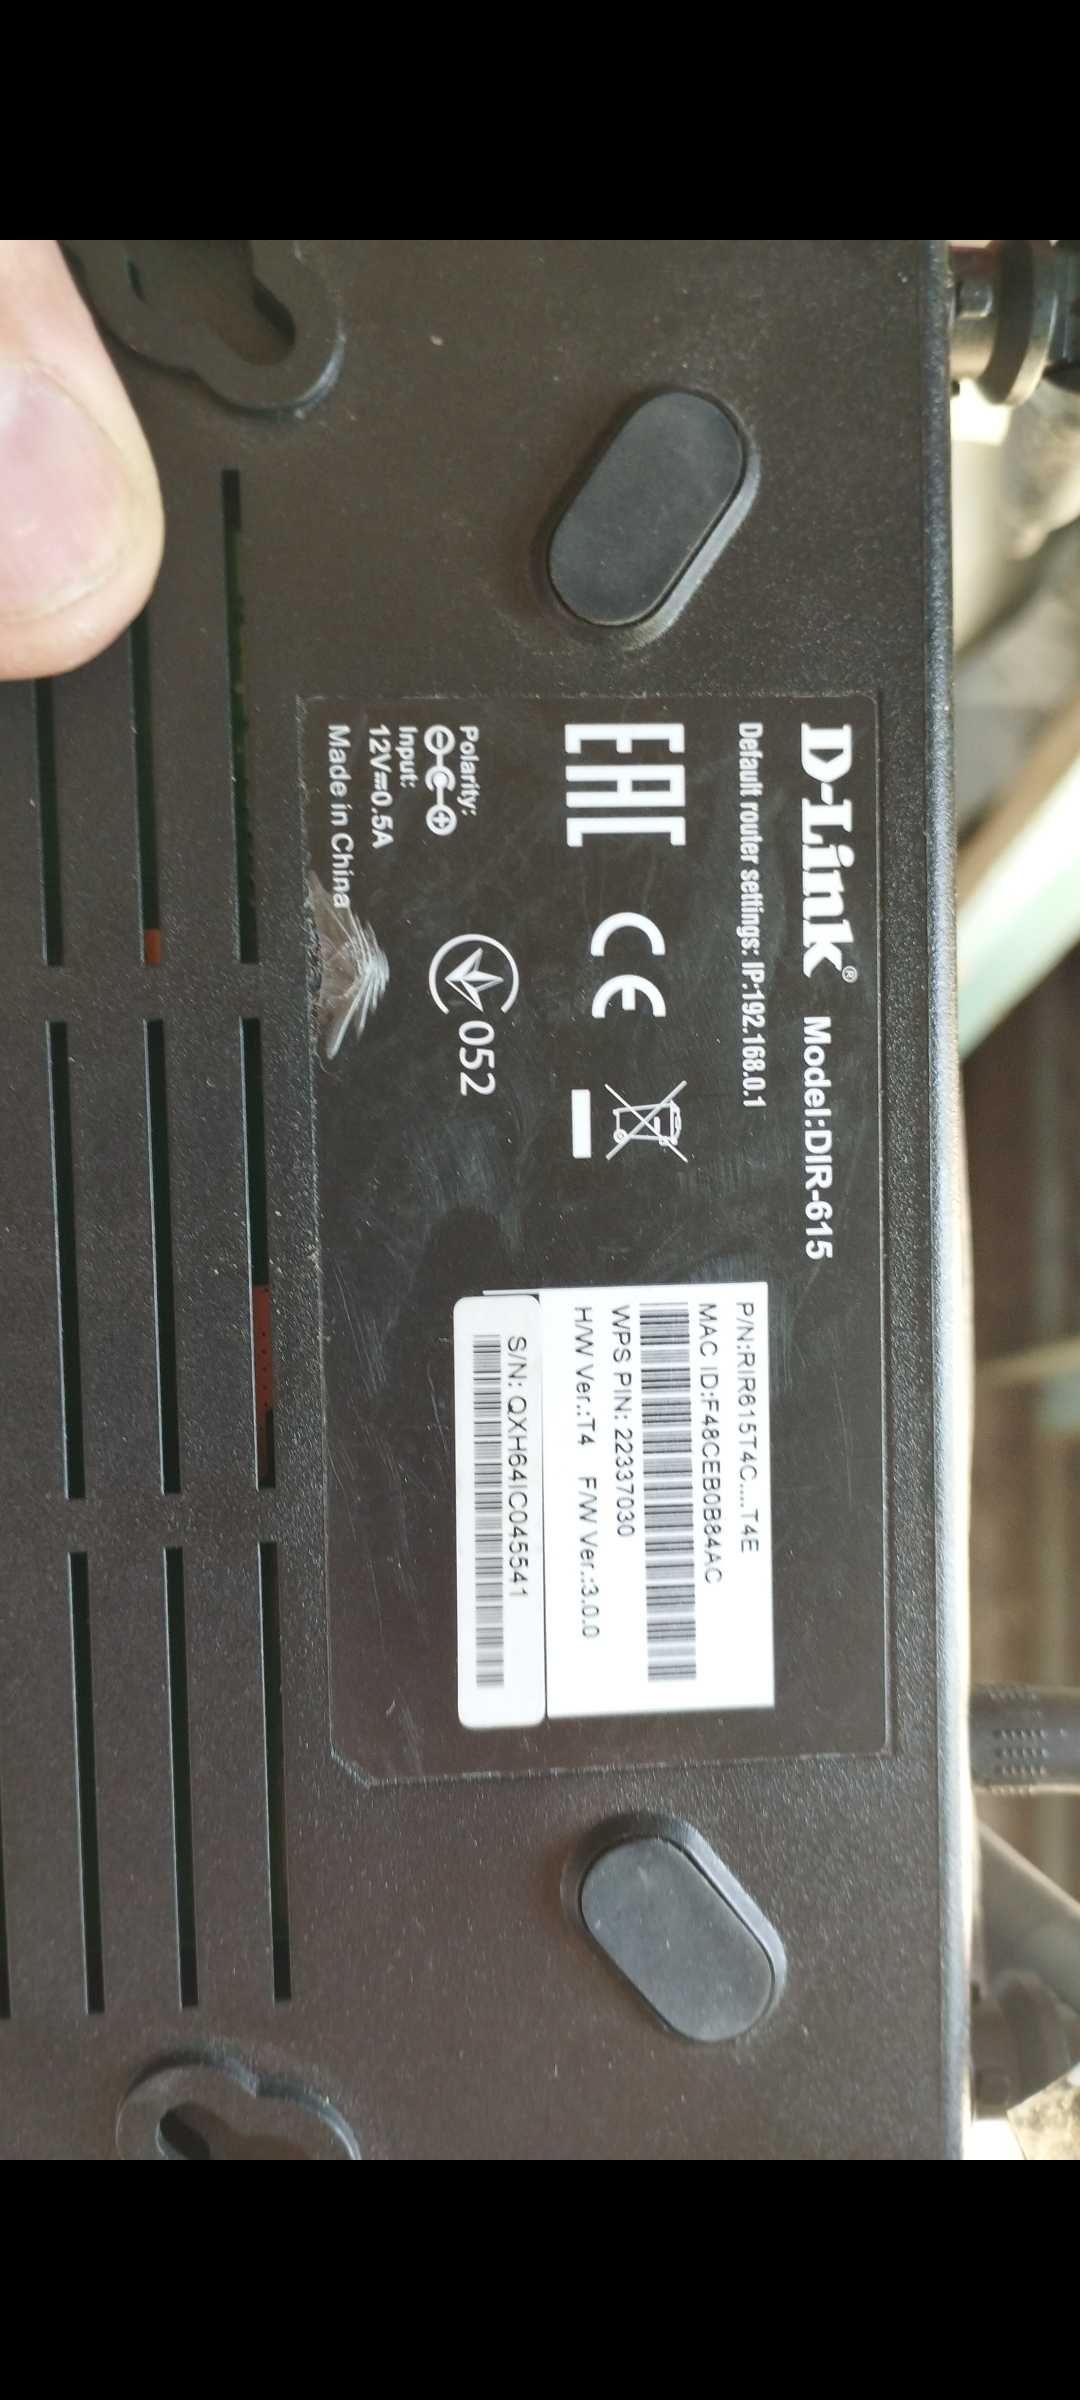 D-Link® Model:DIR-615
Default router settings: IP:192.168.0.1
EAC CE
Polarity:
Input:
12V⎓0.5A
Made in China
052
P/N:RIR615T4C....T4E
MAC ID:F48CEB0B84AC
WPS PIN: 22337030
H/W Ver.:T4 F/W Ver.:3.0.0
S/N: QXH64IC045541